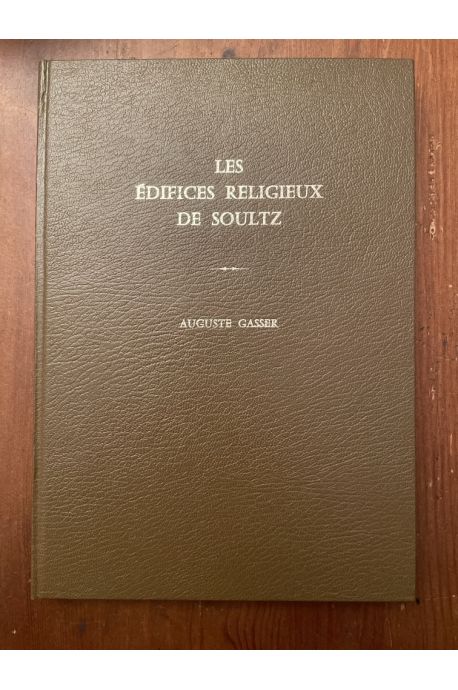 LES
ÉDIFICES RELIGIEUX
DE SOULTZ
AUGUSTE GASSER